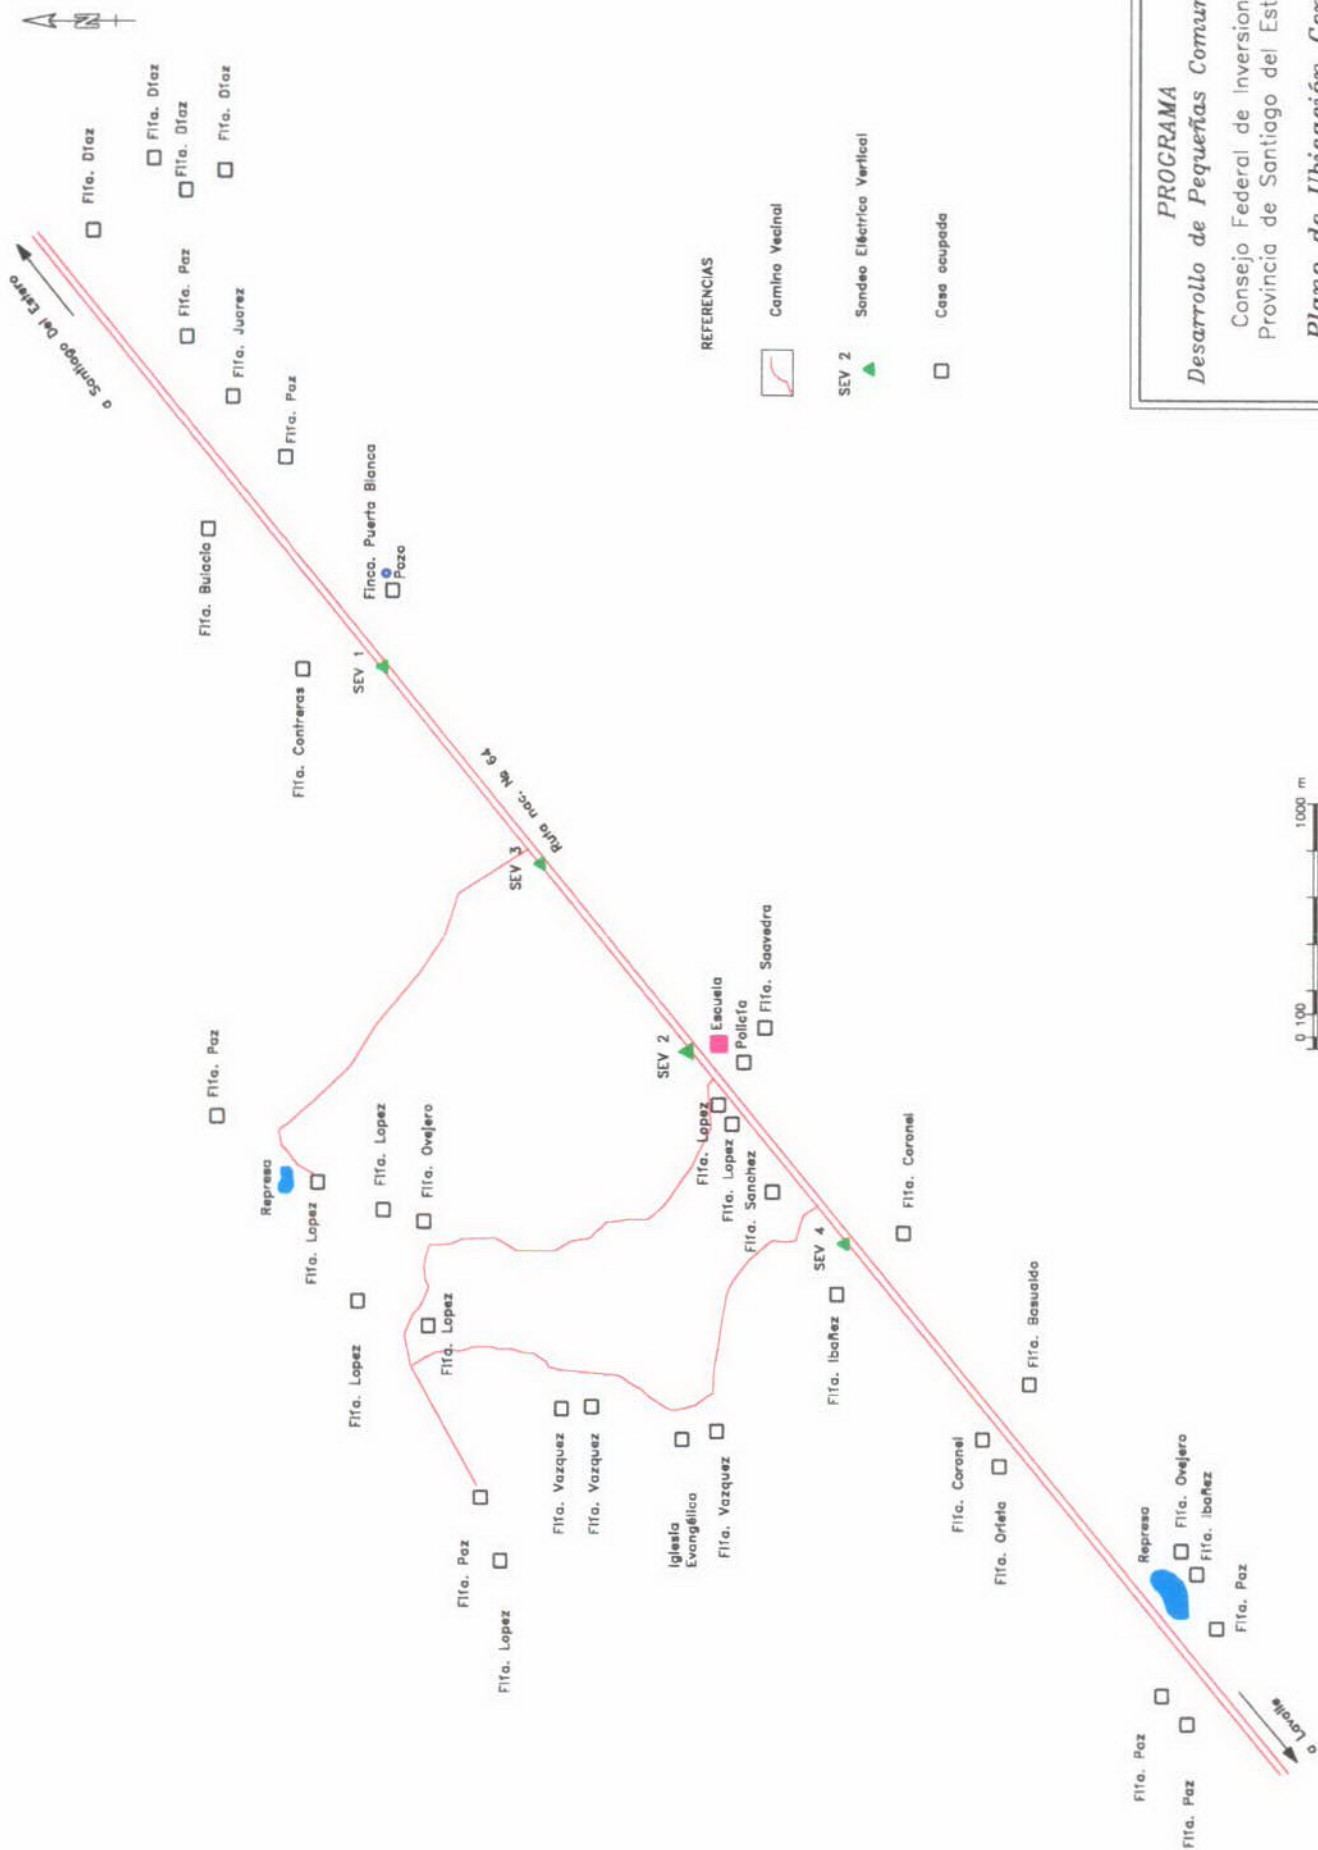 N
a Santiago Del Estero
Flia. Díaz
Flia. Díaz
Flia. Díaz
Flia. Díaz
Flia. Paz
Flia. Juarez
Flia. Paz
Flia. Bulacio
Finca. Puerta Blanca
Pozo
Flia. Contreras
SEV 1
Ruta nac. Nº 64
SEV 3
Flia. Paz
Represa
Flia. Lopez
Flia. Lopez
Flia. Ovejero
Flia. Lopez
Flia. Lopez
SEV 2
Escuela
Policía
Flia. Saavedra
Flia. Lopez
Flia. Lopez
Flia. Sanchez
SEV 4
Flia. Coronel
Flia. Ibañez
Flia. Basualdo
Flia. Vazquez
Flia. Vazquez
Iglesia
Evangélica
Flia. Vazquez
Flia. Paz
Flia. Lopez
Flia. Coronel
Flia. Orieta
Represa
Flia. Ovejero
Flia. Ibañez
Flia. Paz
Flia. Paz
Flia. Paz
a Lavalle
REFERENCIAS
Camino Vecinal
SEV 2
Sondeo Eléctrico Vertical
Casa ocupada
0 100
1000 m
PROGRAMA
Desarrollo de Pequeñas Comun
Consejo Federal de Inversion
Provincia de Santiago del Est
Plano de Ubicación